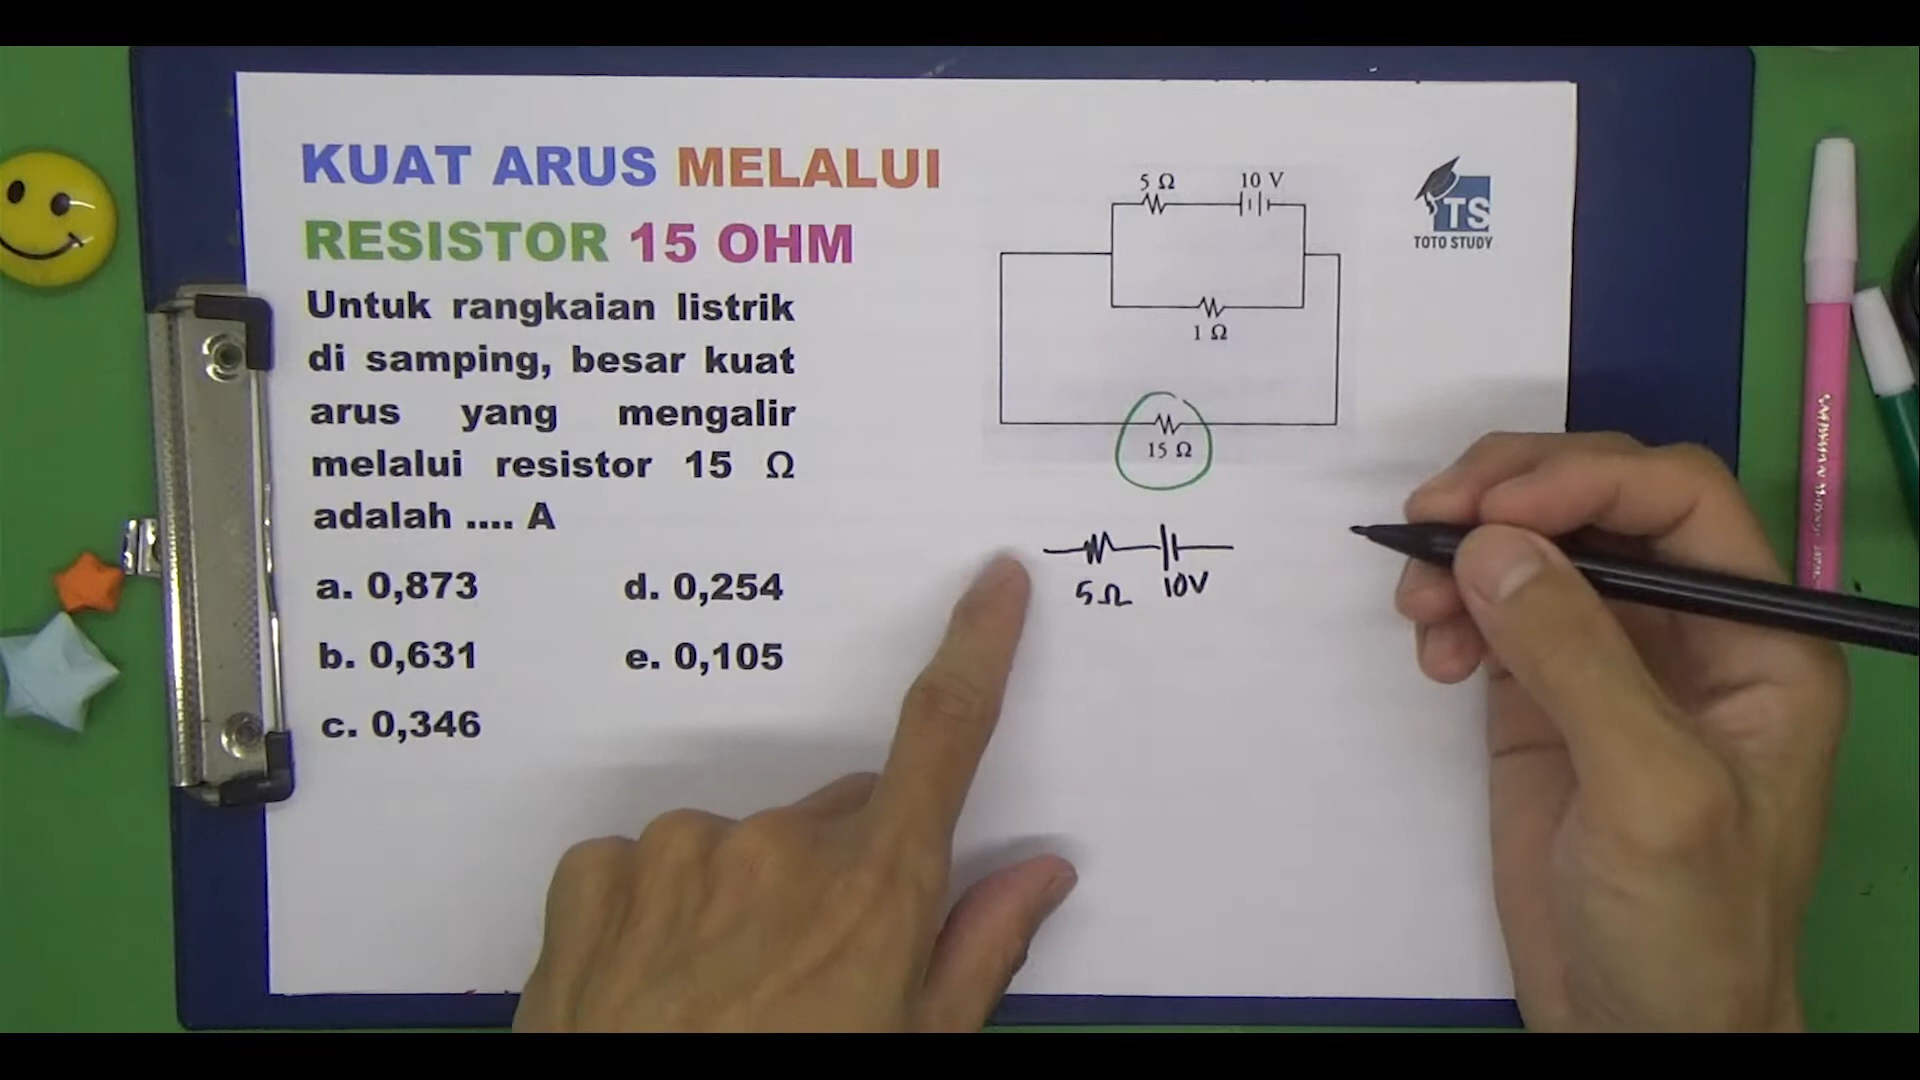 KUAT ARUS MELALUI
RESISTOR 15 OHM
Untuk rangkaian listrik
di samping, besar kuat
arus yang mengalir
melalui resistor 15 Ω
adalah .... A
a. 0,873
d. 0,254
b. 0,631
e. 0,105
c. 0,346
5 Ω
10 V
1 Ω
15 Ω
TS
TOTO STUDY
5Ω
10V